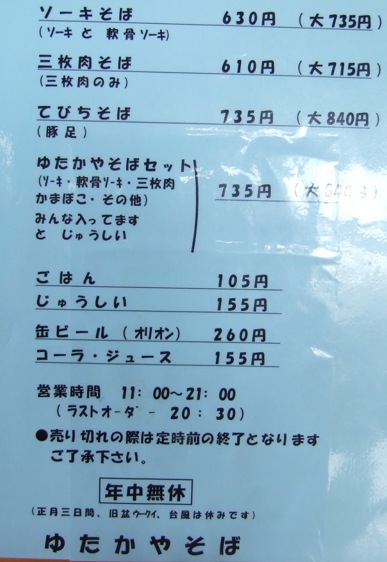 ソーキそば 630円 (大735円)
(ソーキ と 軟骨ソーキ)
三枚肉そば 610円 (大715円)
(三枚肉のみ)
てびちそば 735円 (大840円)
(豚足)
ゆたかやそばセット
(ソーキ・軟骨ソーキ・三枚肉
かまぼこ・その他) 735円 (大840円)
みんな入ってます
と じゅうしい
ごはん 105円
じゅうしい 155円
缶ビール (オリオン) 260円
コーラ・ジュース 155円
営業時間 11:00〜21:00
(ラストオーダー 20:30)
●売り切れの際は定時前の終了となります
ご了承下さい。
年中無休
(正月三日間、旧盆ウークイ、台風は休みです)
ゆたかやそば